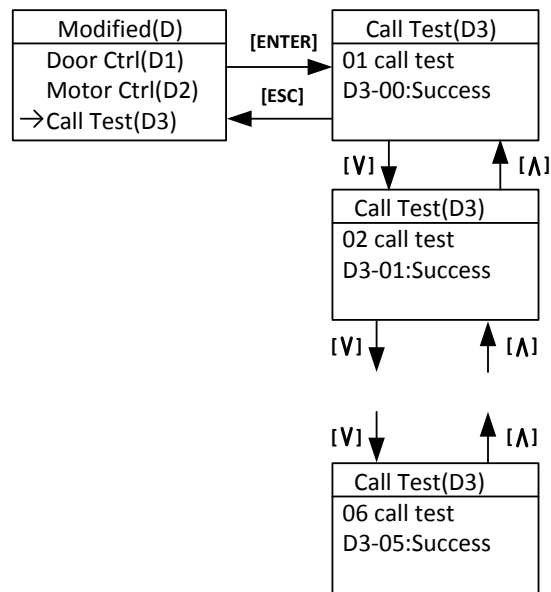 Modified(D)
Door Ctrl(D1)
Motor Ctrl(D2)
→Call Test(D3)
[ENTER]
[ESC]
Call Test(D3)
01 call test
D3-00:Success
[∨]
[∧]
Call Test(D3)
02 call test
D3-01:Success
[∨]
[∧]
[∨]
[∧]
Call Test(D3)
06 call test
D3-05:Success